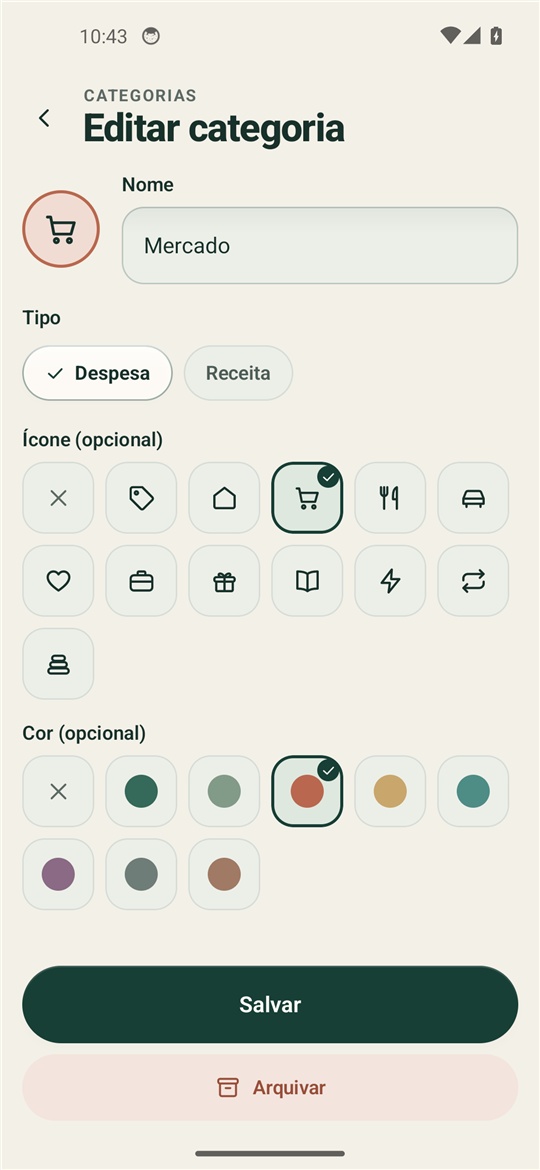 10:43
CATEGORIAS
Editar categoria
Nome
Mercado
Tipo
Despesa
Receita
Ícone (opcional)
Cor (opcional)
Salvar
Arquivar